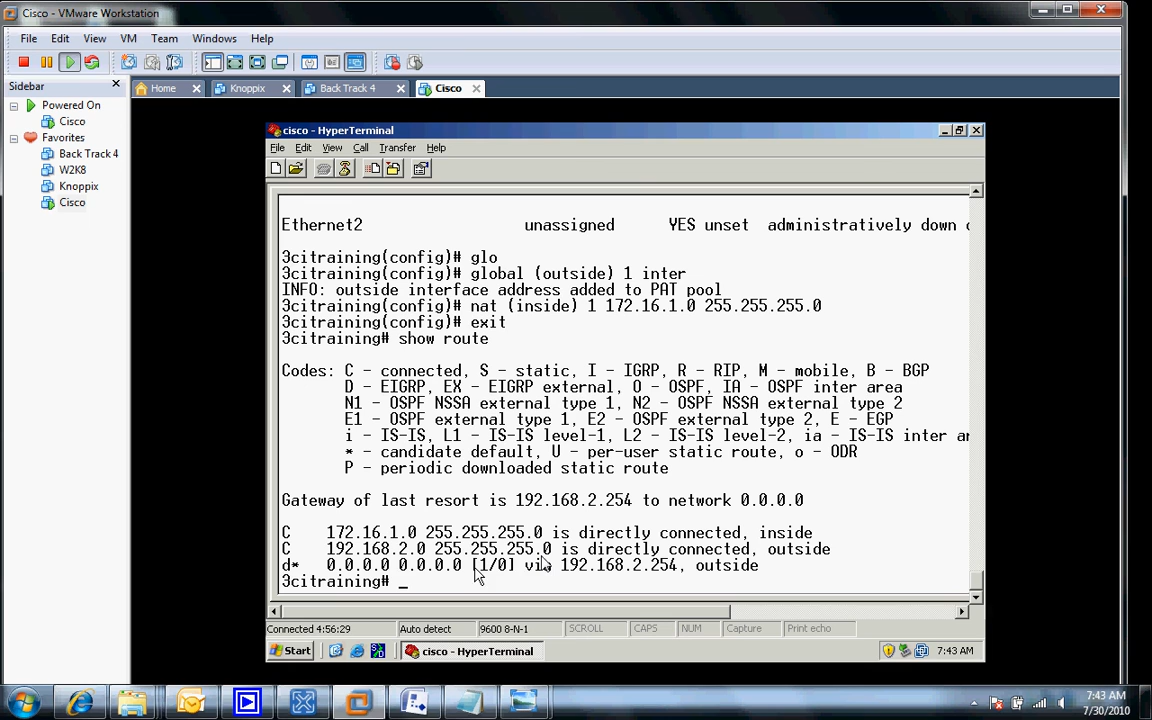 Cisco - VMware Workstation
File Edit View VM Team Windows Help
Sidebar
Home Knoppix Back Track 4 Cisco
Powered On
Cisco
Favorites
Back Track 4
W2K8
Knoppix
Cisco
cisco - HyperTerminal
File Edit View Call Transfer Help
Ethernet2 unassigned YES unset administratively down
3citraining(config)# glo
3citraining(config)# global (outside) 1 inter
INFO: outside interface address added to PAT pool
3citraining(config)# nat (inside) 1 172.16.1.0 255.255.255.0
3citraining(config)# exit
3citraining# show route
Codes: C - connected, S - static, I - IGRP, R - RIP, M - mobile, B - BGP
D - EIGRP, EX - EIGRP external, O - OSPF, IA - OSPF inter area
N1 - OSPF NSSA external type 1, N2 - OSPF NSSA external type 2
E1 - OSPF external type 1, E2 - OSPF external type 2, E - EGP
i - IS-IS, L1 - IS-IS level-1, L2 - IS-IS level-2, ia - IS-IS inter
* - candidate default, U - per-user static route, o - ODR
P - periodic downloaded static route
Gateway of last resort is 192.168.2.254 to network 0.0.0.0
C 172.16.1.0 255.255.255.0 is directly connected, inside
C 192.168.2.0 255.255.255.0 is directly connected, outside
d* 0.0.0.0 0.0.0.0 [1/0] via 192.168.2.254, outside
3citraining# _
Connected 4:56:29 Auto detect 9600 8-N-1 SCROLL CAPS NUM Capture Print echo
Start cisco - HyperTerminal 7:43 AM
7:43 AM
7/30/2010